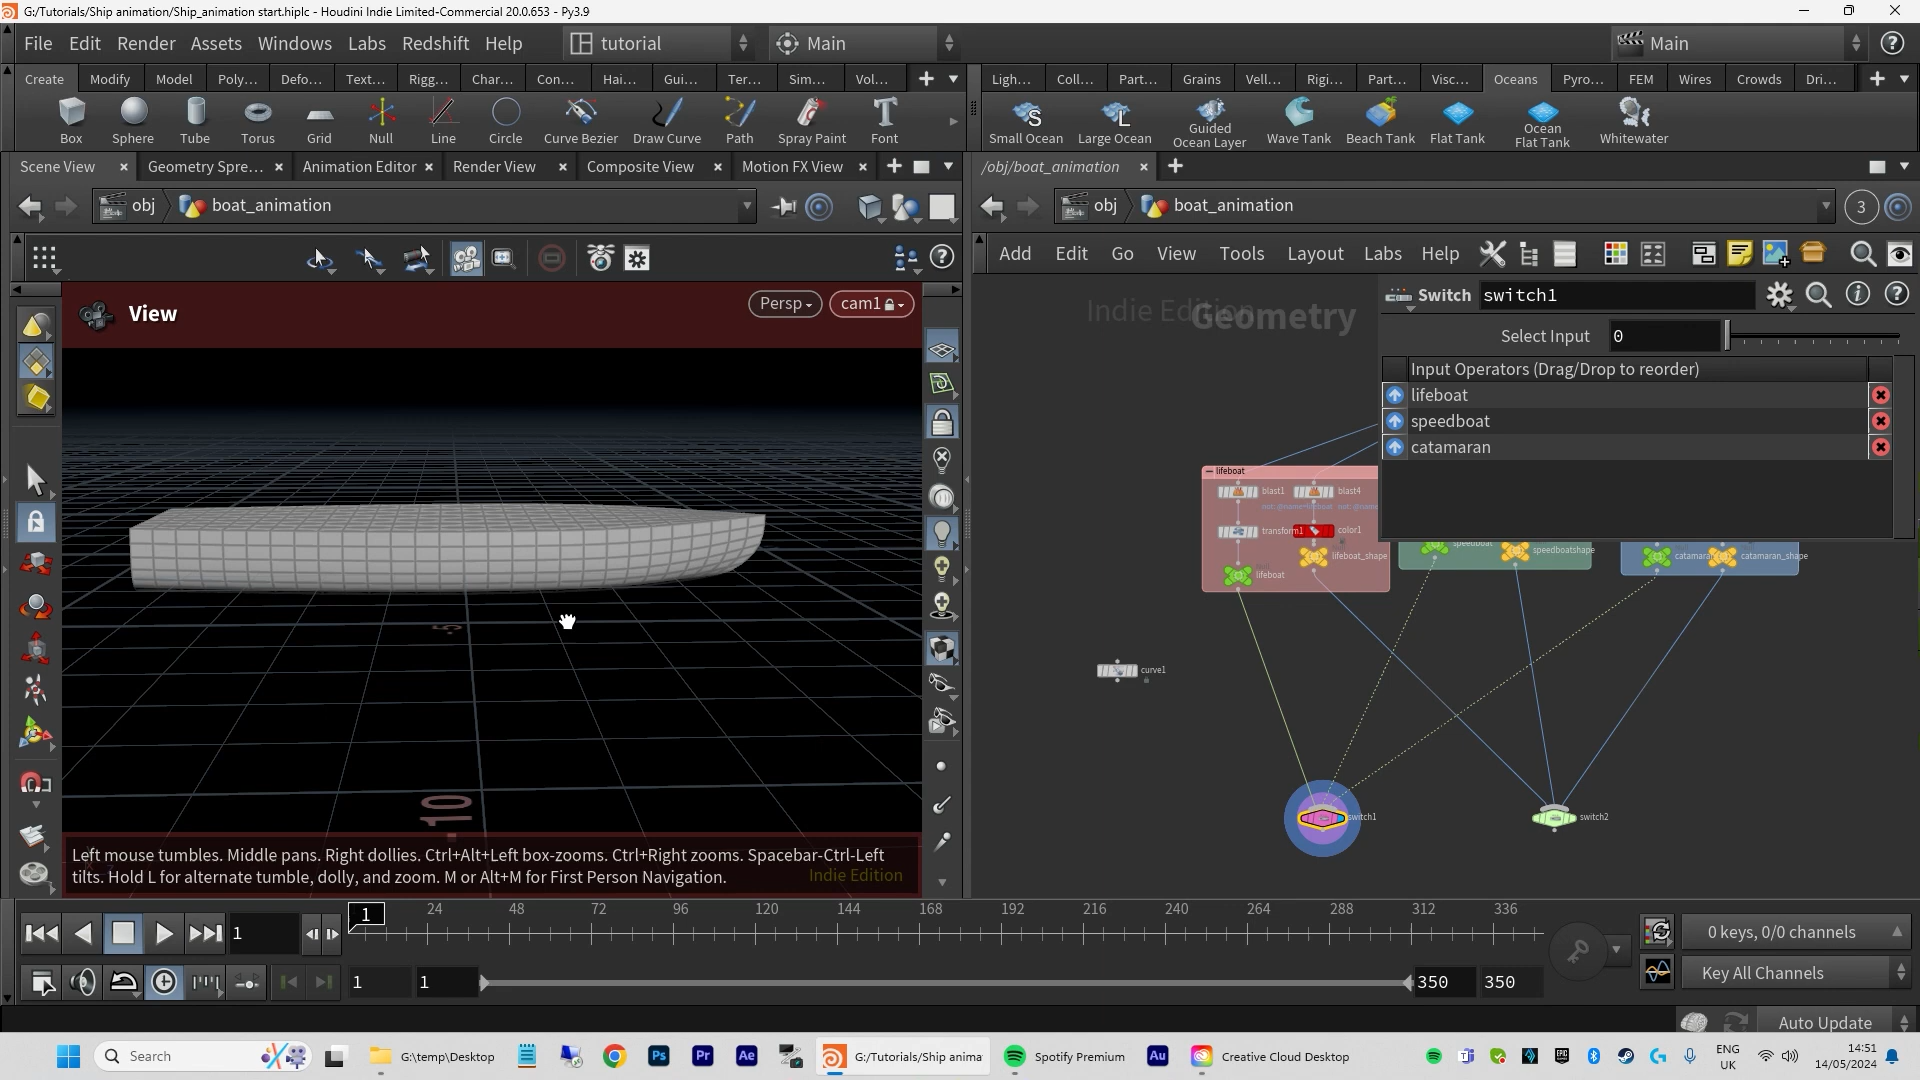 G:/Tutorials/Ship animation/Ship_animation start.hiplc - Houdini Indie Limited-Commercial 20.0.653 - Py3.9
File Edit Render Assets Windows Labs Redshift Help tutorial Main Main
Create Modify Model Poly... Defo... Text... Rigg... Char... Con... Hai... Gui... Ter... Sim... Vol...
Ligh... Coll... Part... Grains Vell... Rigi... Part... Visc... Oceans Pyro... FEM Wires Crowds Dri...
Box Sphere Tube Torus Grid Null Line Circle Curve Bezier Draw Curve Path Spray Paint Font
Small Ocean Large Ocean Guided Ocean Layer Wave Tank Beach Tank Flat Tank Ocean Flat Tank Whitewater
Scene View Geometry Spre... Animation Editor Render View Composite View Motion FX View
/obj/boat_animation
obj boat_animation
obj boat_animation 3
Add Edit Go View Tools Layout Labs Help
View
Persp cam1
Indie Edition
Geometry
Switch switch1
Select Input 0
Input Operators (Drag/Drop to reorder)
lifeboat
speedboat
catamaran
lifeboat
blast1 blast4
transform1 color1
lifeboat_shape
lifeboat
speedboat speedboatshape
catamaran catamaran_shape
curve1
switch1
switch2
5
10
Left mouse tumbles. Middle pans. Right dollies. Ctrl+Alt+Left box-zooms. Ctrl+Right zooms. Spacebar-Ctrl-Left
tilts. Hold L for alternate tumble, dolly, and zoom. M or Alt+M for First Person Navigation.
Indie Edition
1
1 24 48 72 96 120 144 168 192 216 240 264 288 312 336
0 keys, 0/0 channels
1 1 350 350
Key All Channels
Auto Update
Search
G:\temp\Desktop
G:/Tutorials/Ship anima
Spotify Premium
Creative Cloud Desktop
ENG
UK
14:51
14/05/2024